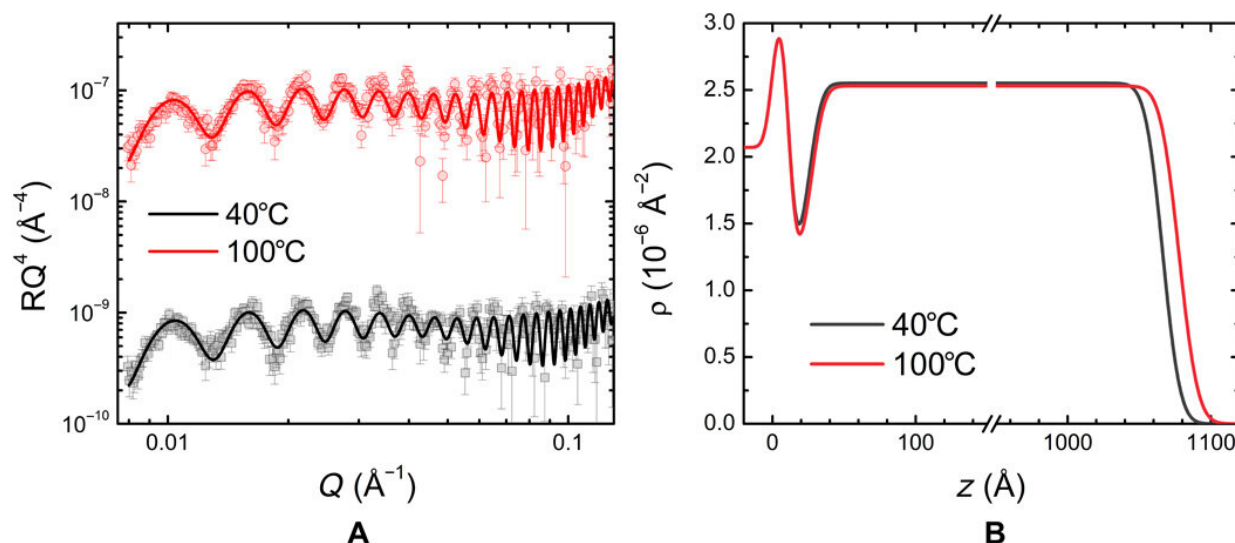 RQ⁴ (Å⁻⁴)
10⁻⁷
10⁻⁸
10⁻⁹
10⁻¹⁰
40°C
100°C
0.01 0.1
Q (Å⁻¹)
A
ρ (10⁻⁶ Å⁻²)
3.0
2.5
2.0
1.5
1.0
0.5
0.0
40°C
100°C
0 100 1000 1100
z (Å)
B